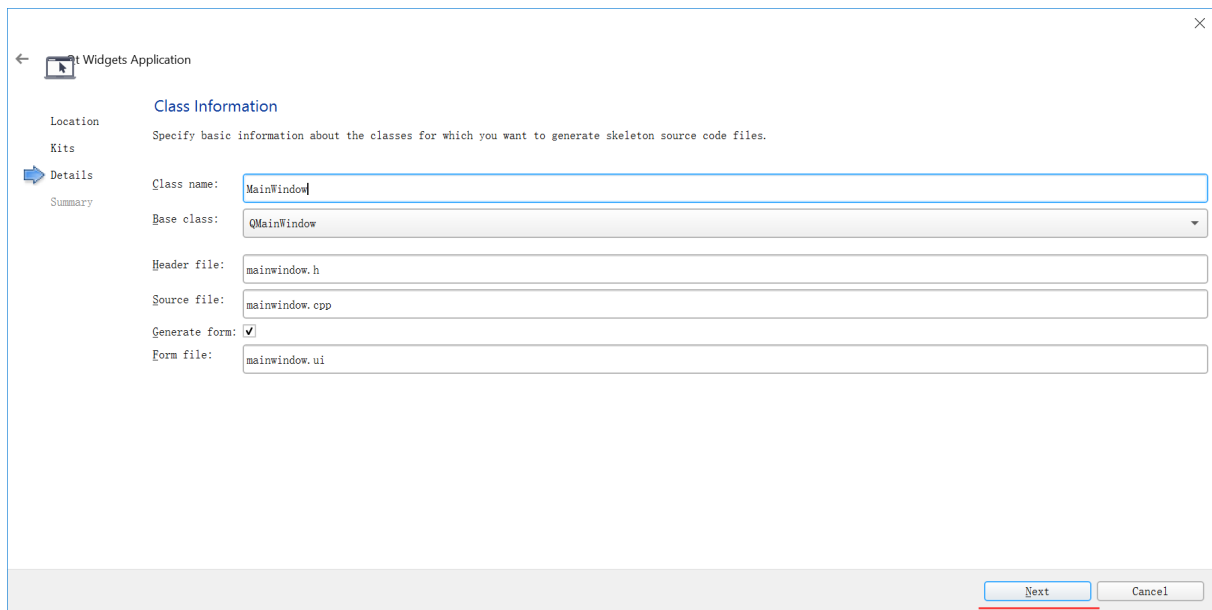 Qt Widgets Application
Location
Kits
Details
Summary
Class Information
Specify basic information about the classes for which you want to generate skeleton source code files.
Class name: MainWindow
Base class: QMainWindow
Header file: mainwindow.h
Source file: mainwindow.cpp
Generate form:
Form file: mainwindow.ui
Next Cancel